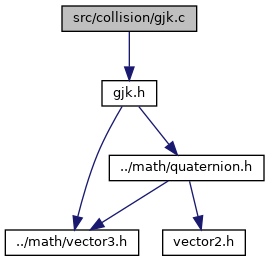 src/collision/gjk.c
gjk.h
../math/quaternion.h
../math/vector3.h
vector2.h